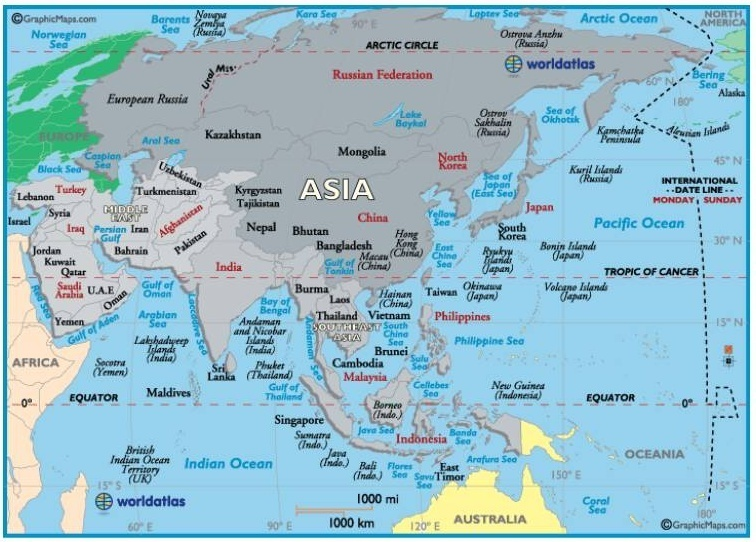 ©GraphicMaps.com
Norwegian
Sea
Barents
Sea
Novaya
Zemlya
(Russia)
Kara Sea
90° E
Laptev Sea
Arctic Ocean
NORTH
AMERICA
ARCTIC CIRCLE
Ostrova Anzhu
(Russia)
worldatlas
Ural Mts
Russian Federation
European Russia
60° N
180°
Bering
Sea
Alaska
EUROPE
Kazakhstan
Lake
Baykal
Ostrov
Sakhalin
(Russia)
Sea of
Okhotsk
Kamchatka
Peninsula
Aleutian Islands
Aral Sea
Mongolia
Caspian
Sea
Black Sea
Uzbekistan
Turkmenistan
Kyrgyzstan
Tajikistan
ASIA
North
Korea
Sea of
Japan
(East Sea)
Kuril Islands
(Russia)
45° N
INTERNATIONAL
DATE LINE
MONDAY
SUNDAY
Lebanon
Turkey
Syria
Israel
MIDDLE
EAST
Iraq
Iran
Afghanistan
China
Yellow
Sea
Japan
South
Korea
Pacific Ocean
Persian
Gulf
Nepal
Bhutan
Hong
Kong
(China)
Jordan
Kuwait
Qatar
Bahrain
Pakistan
Bangladesh
Macau
(China)
East
China
Sea
Ryukyu
Islands
(Japan)
Bonin Islands
(Japan)
30° N
Saudi
Arabia
U.A.E
Oman
India
Gulf of
Tonkin
TROPIC OF CANCER
Red Sea
Gulf of
Oman
Burma
Laos
Hainan
(China)
Taiwan
Okinawa
(Japan)
Volcano Islands
(Japan)
Yemen
Gulf of Aden
Arabian
Sea
Laccadive Sea
Bay of
Bengal
Thailand
Vietnam
SOUTHEAST
ASIA
Philippines
15° N
Lakshadweep
Islands
(India)
Andaman
and Nicobar
Islands
(India)
Andaman Sea
South
China
Sea
Philippine Sea
AFRICA
Socotra
(Yemen)
Sri
Lanka
Phuket
(Thailand)
Cambodia
Brunei
Sulu
Sea
Maldives
Gulf of
Thailand
Malaysia
Cellebes
Sea
New Guinea
(Indonesia)
0°
EQUATOR
EQUATOR
0°
Singapore
Borneo
(Indo.)
Sumatra
(Indo.)
Java Sea
Indonesia
Banda
Sea
British
Indian Ocean
Territory
(UK)
Indian Ocean
Java
(Indo.)
Bali
(Indo.)
Flores
Sea
Savu
Sea
East
Timor
Arafura Sea
OCEANIA
15° S
150° E
15° S
worldatlas
1000 mi
1000 km
60° E
90° E
120° E
AUSTRALIA
Coral
Sea
180°
©GraphicMaps.com